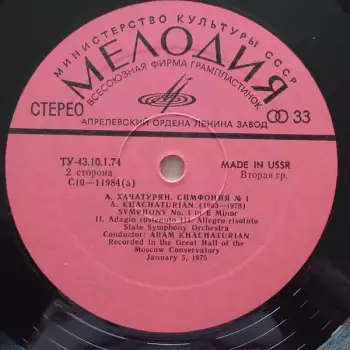 МИНИСТЕРСТВО КУЛЬТУРЫ СССР
МЕЛОДИЯ
ВСЕСОЮЗНАЯ ФИРМА ГРАМПЛАСТИНОК
СТЕРЕО
33
АПРЕЛЕВСКИЙ ОРДЕНА ЛЕНИНА ЗАВОД
ТУ-43.10.1.74
MADE IN USSR
2 сторона
Вторая гр.
С10—11984(а)
А. ХАЧАТУРЯН. СИМФОНИЯ № 1
A. KHACHATURIAN (1903—1978)
SYMPHONY No. 1 in E Minor
II. Adagio sostenuto III. Allegro risoluto
State Symphony Orchestra
Conductor: ARAM KHACHATURIAN
Recorded in the Great Hall of the
Moscow Conservatory
January 5, 1975